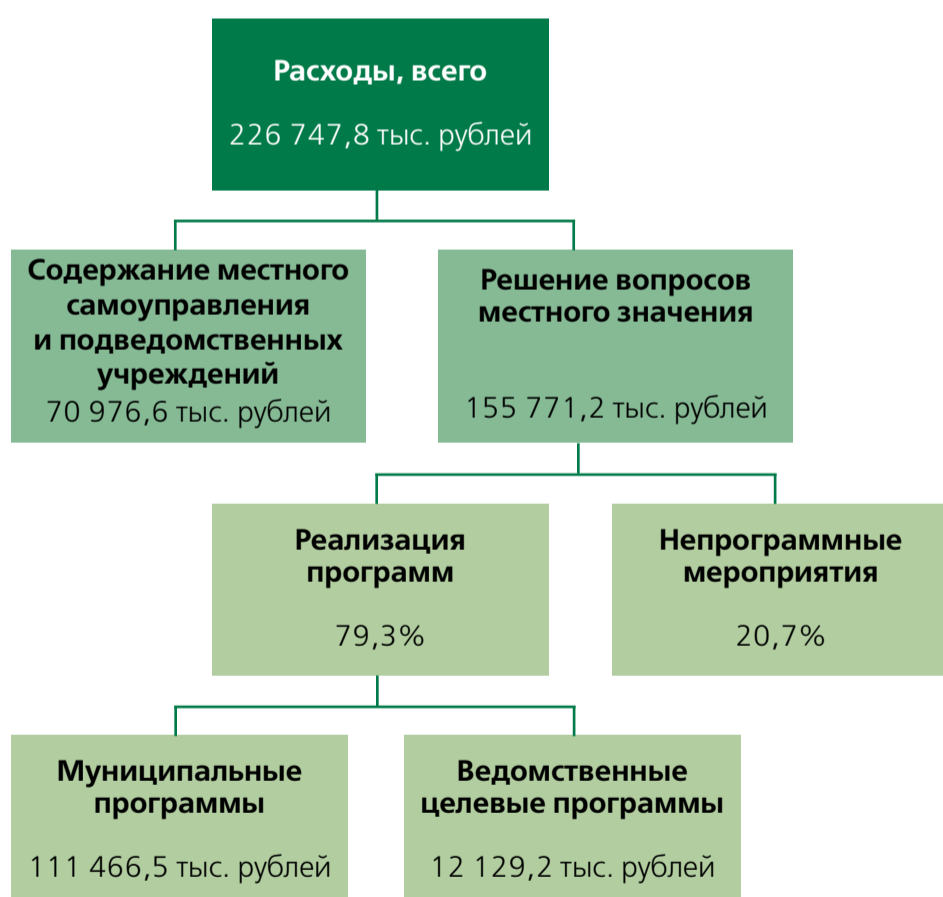 Расходы, всего
226 747,8 тыс. рублей
Содержание местного
самоуправления
и подведомственных
учреждений
70 976,6 тыс. рублей
Решение вопросов
местного значения
155 771,2 тыс. рублей
Реализация
программ
79,3%
Непрограммные
мероприятия
20,7%
Муниципальные
программы
111 466,5 тыс. рублей
Ведомственные
целевые программы
12 129,2 тыс. рублей